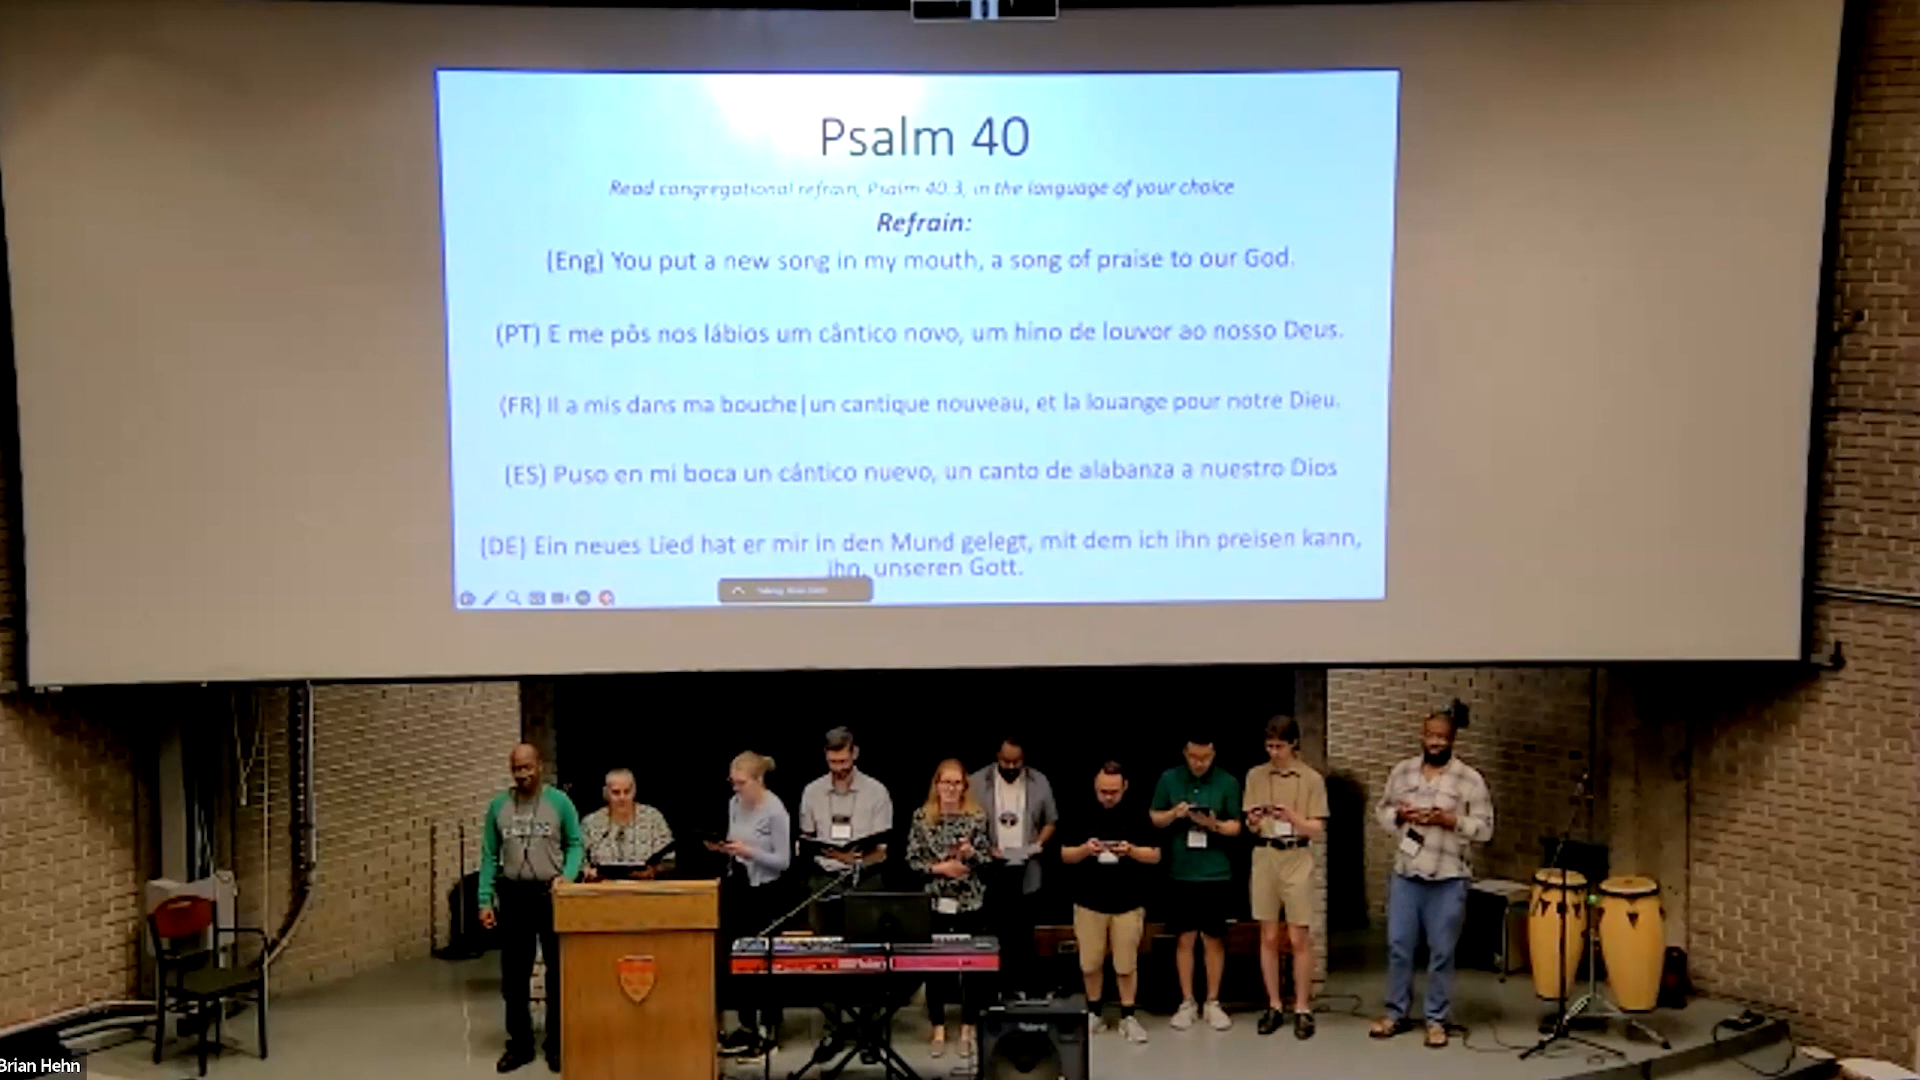 Psalm 40
Read congregational refrain, Psalm 40.3, in the language of your choice
Refrain:
(Eng) You put a new song in my mouth, a song of praise to our God.
(PT) E me pôs nos lábios um cântico novo, um hino de louvor ao nosso Deus.
(FR) Il a mis dans ma bouche|un cantique nouveau, et la louange pour notre Dieu.
(ES) Puso en mi boca un cántico nuevo, un canto de alabanza a nuestro Dios
(DE) Ein neues Lied hat er mir in den Mund gelegt, mit dem ich ihn preisen kann,
ihn, unseren Gott.
Roland
Brian Hehn